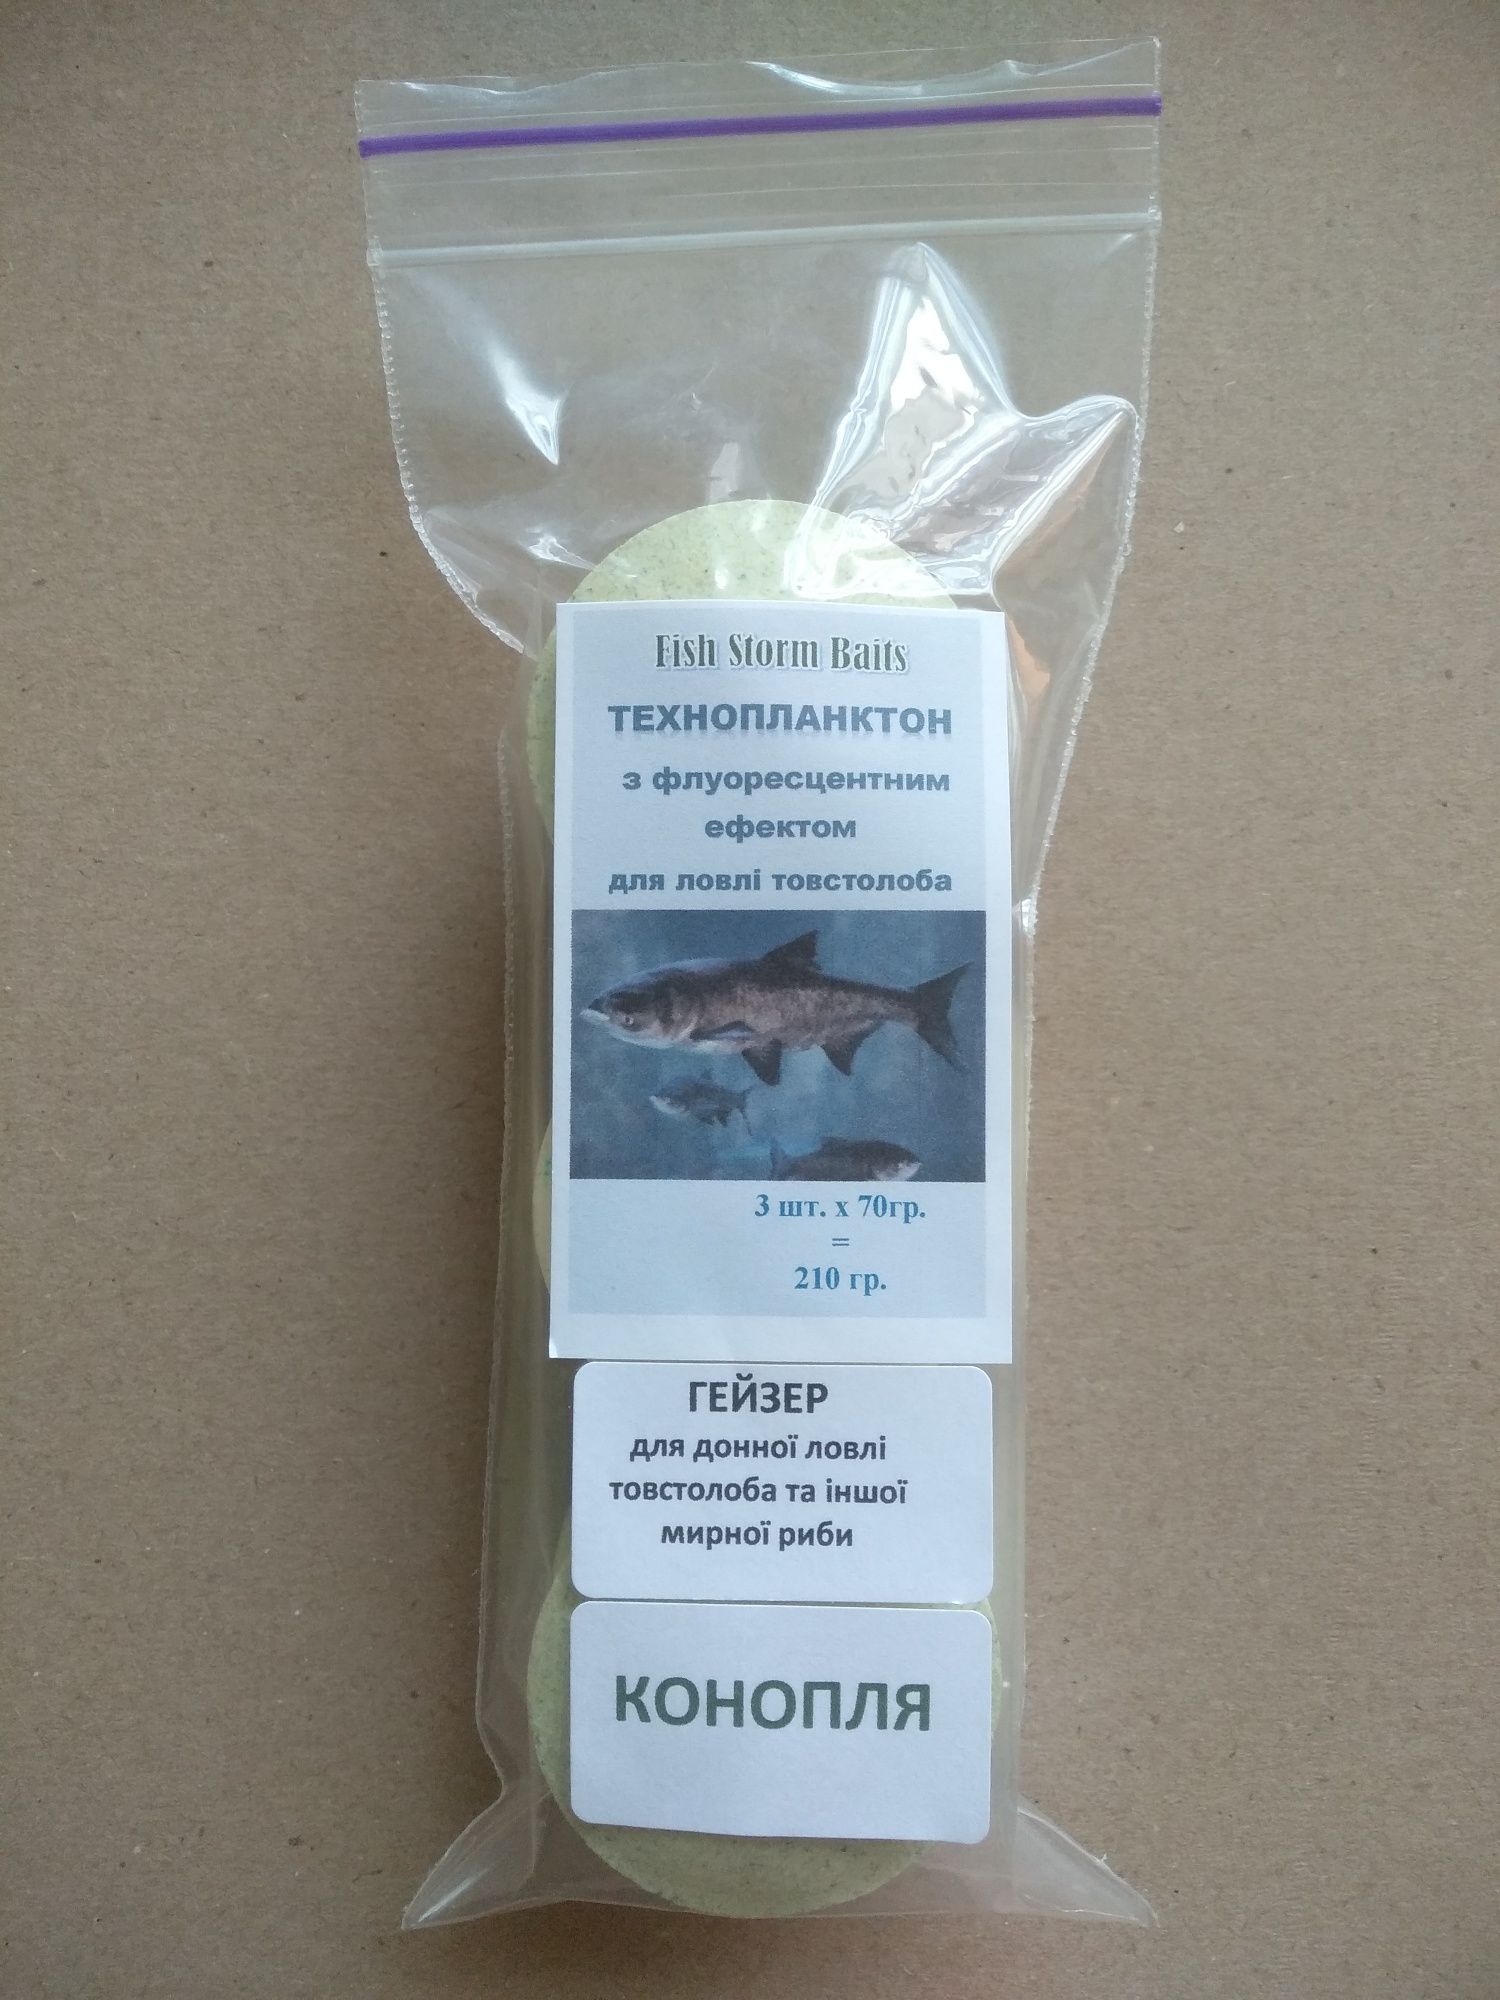 Fish Storm Baits
ТЕХНОПЛАНКТОН
з флуоресцентним
ефектом
для ловлі товстолоба
3 шт. х 70гр.
=
210 гр.
ГЕЙЗЕР
для донної ловлі
товстолоба та іншої
мирної риби
КОНОПЛЯ